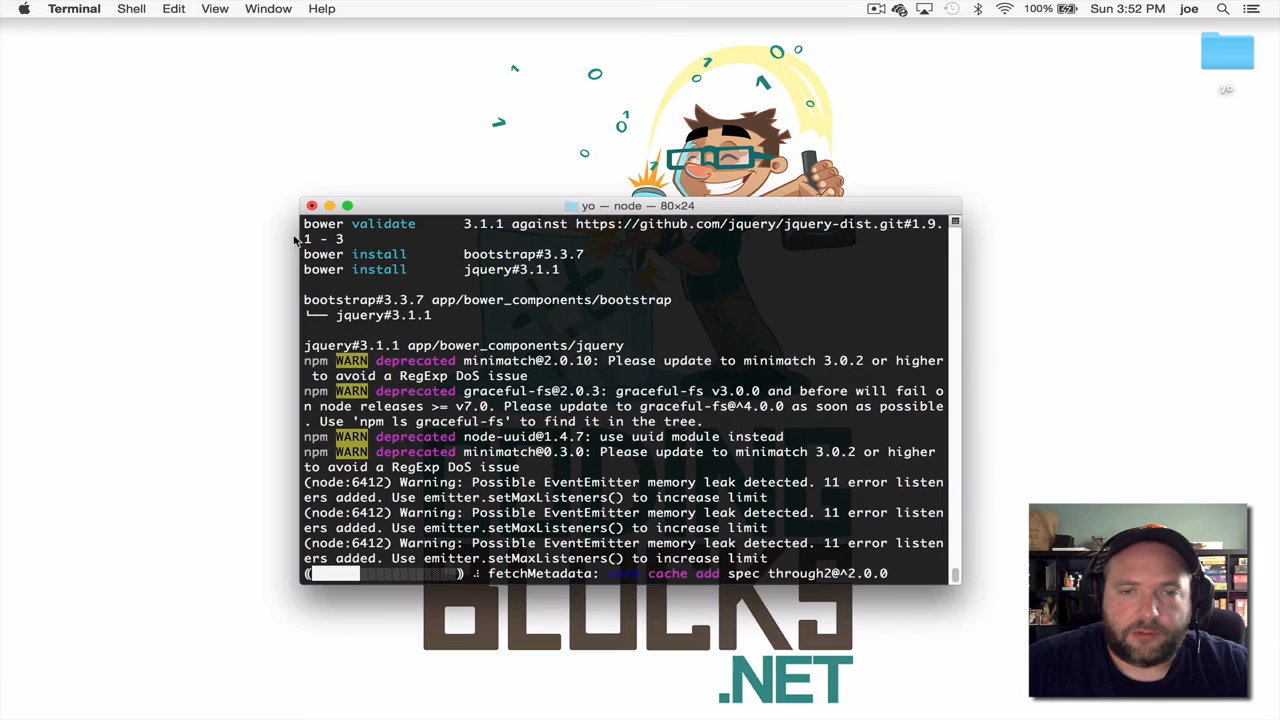 Terminal Shell Edit View Window Help 100% Sun 3:52 PM joe
yo
yo — node — 80×24
bower validate 3.1.1 against https://github.com/jquery/jquery-dist.git#1.9.
1 - 3
bower install bootstrap#3.3.7
bower install jquery#3.1.1
bootstrap#3.3.7 app/bower_components/bootstrap
└── jquery#3.1.1
jquery#3.1.1 app/bower_components/jquery
npm WARN deprecated minimatch@2.0.10: Please update to minimatch 3.0.2 or higher
to avoid a RegExp DoS issue
npm WARN deprecated graceful-fs@2.0.3: graceful-fs v3.0.0 and before will fail o
n node releases >= v7.0. Please update to graceful-fs@^4.0.0 as soon as possible
. Use 'npm ls graceful-fs' to find it in the tree.
npm WARN deprecated node-uuid@1.4.7: use uuid module instead
npm WARN deprecated minimatch@0.3.0: Please update to minimatch 3.0.2 or higher
to avoid a RegExp DoS issue
(node:6412) Warning: Possible EventEmitter memory leak detected. 11 error listen
ers added. Use emitter.setMaxListeners() to increase limit
(node:6412) Warning: Possible EventEmitter memory leak detected. 11 error listen
ers added. Use emitter.setMaxListeners() to increase limit
(node:6412) Warning: Possible EventEmitter memory leak detected. 11 error listen
ers added. Use emitter.setMaxListeners() to increase limit
fetchMetadata: verb cache add spec through2@^2.0.0
BLOCKS
.NET